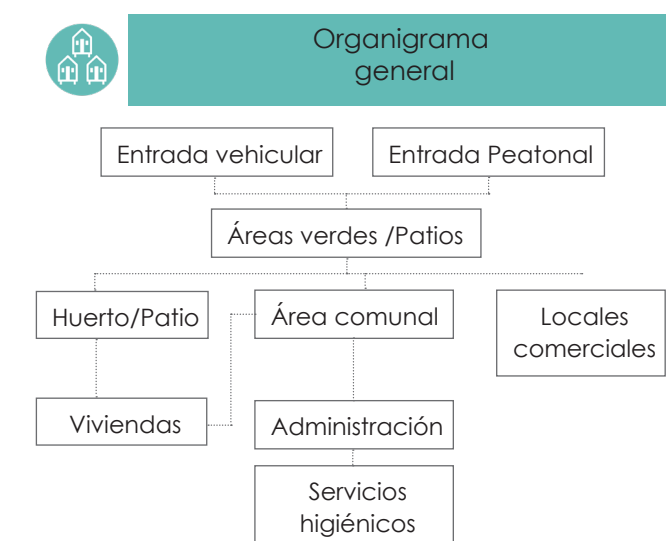 Organigrama
general
Entrada vehicular
Entrada Peatonal
Áreas verdes /Patios
Huerto/Patio
Área comunal
Locales
comerciales
Viviendas
Administración
Servicios
higiénicos